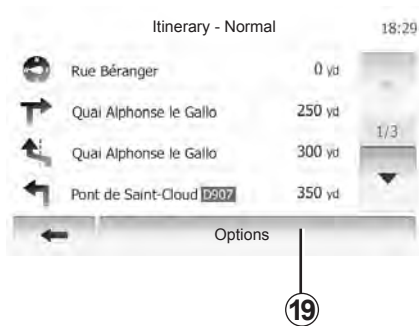 Itinerary - Normal 18:29
Rue Béranger 0 yd
Quai Alphonse le Gallo 250 yd
1/3
Quai Alphonse le Gallo 300 yd
Pont de Saint-Cloud D907 350 yd
Options
19